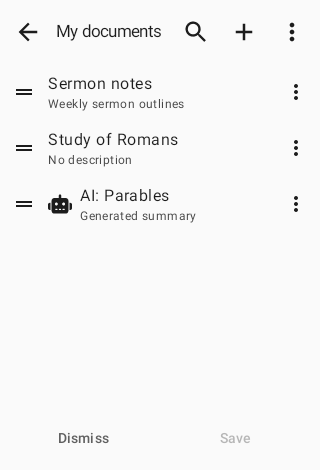 My documents
Sermon notes
Weekly sermon outlines
Study of Romans
No description
AI: Parables
Generated summary
Dismiss Save